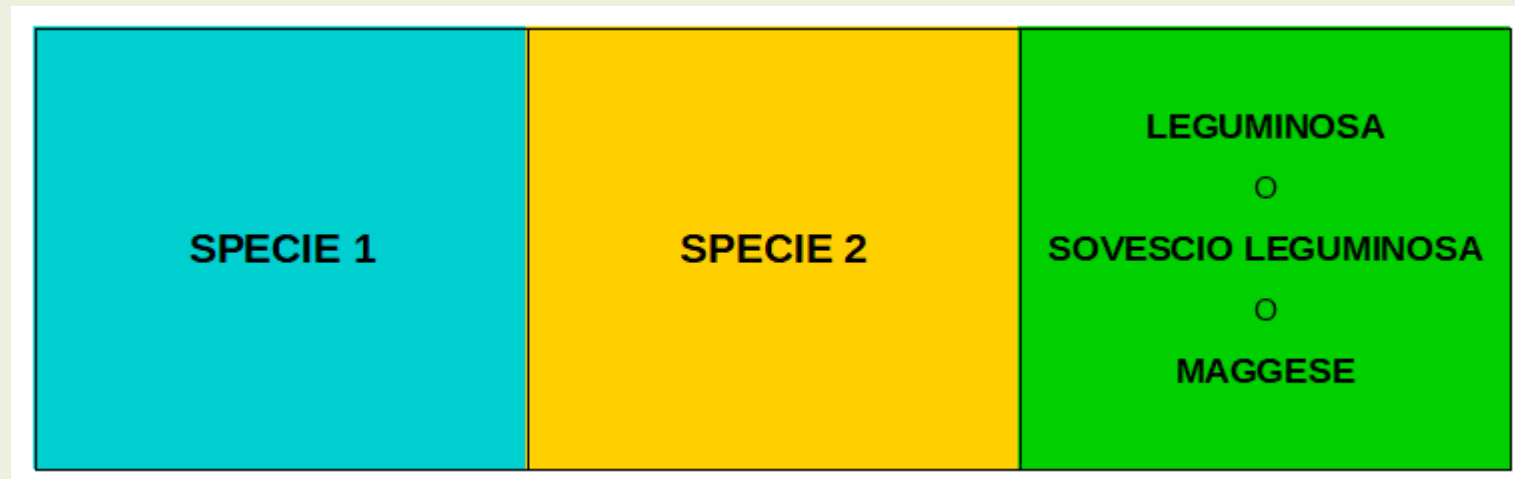 SPECIE 1
SPECIE 2
LEGUMINOSA
O
SOVESCIO LEGUMINOSA
O
MAGGESE